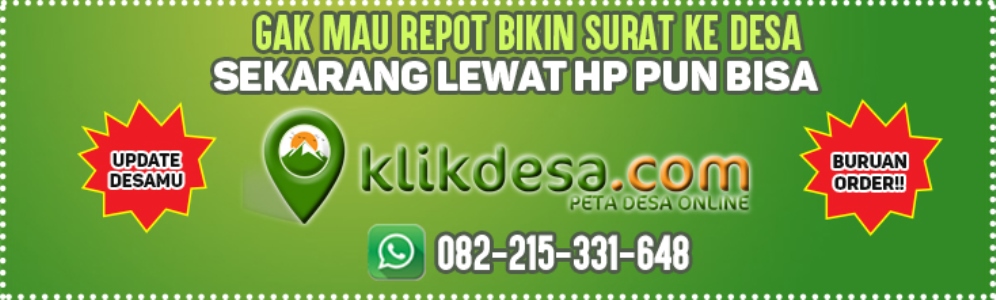 GAK MAU REPOT BIKIN SURAT KE DESA
SEKARANG LEWAT HP PUN BISA
UPDATE
DESAMU
klikdesa.com
PETA DESA ONLINE
BURUAN
ORDER!!
082-215-331-648